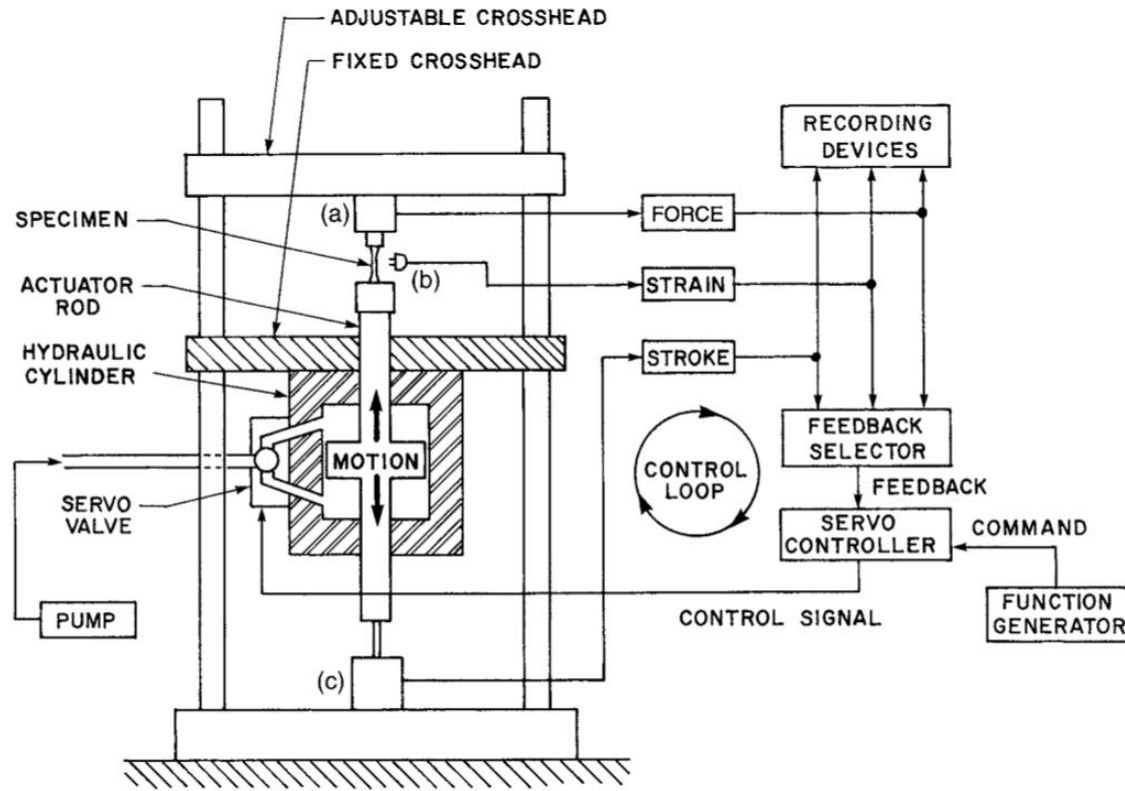 ADJUSTABLE CROSSHEAD
FIXED CROSSHEAD
RECORDING
DEVICES
(a)
SPECIMEN
FORCE
(b)
ACTUATOR
ROD
STRAIN
HYDRAULIC
CYLINDER
STROKE
FEEDBACK
SELECTOR
MOTION
CONTROL
LOOP
FEEDBACK
SERVO
VALVE
SERVO
CONTROLLER
COMMAND
PUMP
CONTROL SIGNAL
FUNCTION
GENERATOR
(c)